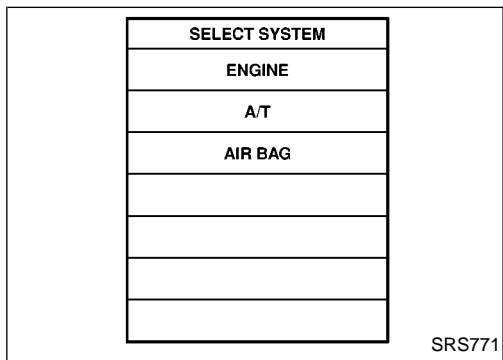 SELECT SYSTEM
ENGINE
A/T
AIR BAG
SRS771